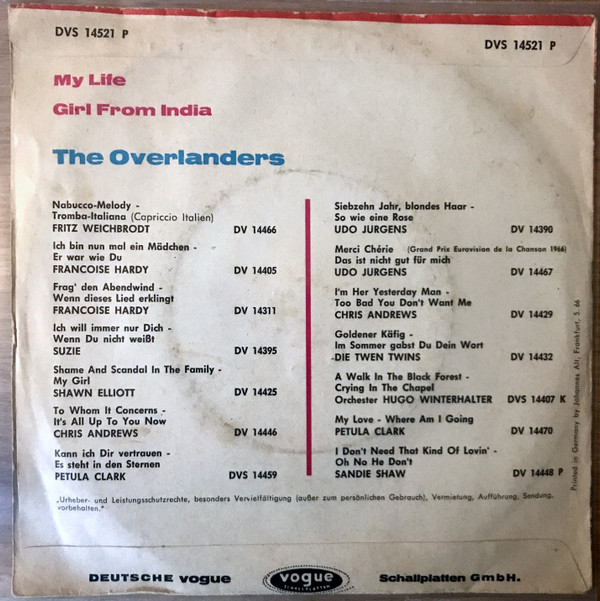 DVS 14521 P
DVS 14521 P
My Life
Girl From India
The Overlanders
Nabucco-Melody -
Tromba-Italiana (Capriccio Italien)
FRITZ WEICHBRODT DV 14466
Ich bin nun mal ein Mädchen -
Er war wie Du
FRANCOISE HARDY DV 14405
Frag' den Abendwind -
Wenn dieses Lied erklingt
FRANCOISE HARDY DV 14311
Ich will immer nur Dich -
Wenn Du nicht weißt
SUZIE DV 14395
Shame And Scandal In The Family -
My Girl
SHAWN ELLIOTT DV 14425
To Whom It Concerns -
It's All Up To You Now
CHRIS ANDREWS DV 14446
Kann ich Dir vertrauen -
Es steht in den Sternen
PETULA CLARK DVS 14459
Siebzehn Jahr, blondes Haar -
So wie eine Rose
UDO JURGENS DV 14390
Merci Chérie (Grand Prix Eurovision de la Chanson 1966)
Das ist nicht gut für mich
UDO JURGENS DV 14467
I'm Her Yesterday Man -
Too Bad You Don't Want Me
CHRIS ANDREWS DV 14429
Goldener Käfig -
Im Sommer gabst Du Dein Wort
DIE TWEN TWINS DV 14432
A Walk In The Black Forest -
Crying In The Chapel
Orchester HUGO WINTERHALTER DVS 14407 K
My Love - Where Am I Going
PETULA CLARK DV 14470
I Don't Need That Kind Of Lovin' -
Oh No He Don't
SANDIE SHAW DV 14448 P
Printed in Germany by Johannes Alt, Frankfurt, 5. 66
„Urheber- und Leistungsschutzrechte, besonders Vervielfältigung (außer zum persönlichen Gebrauch), Vermietung, Aufführung, Sendung,
vorbehalten."
DEUTSCHE vogue vogue Schallplatten GmbH.
SCHALLPLATTEN